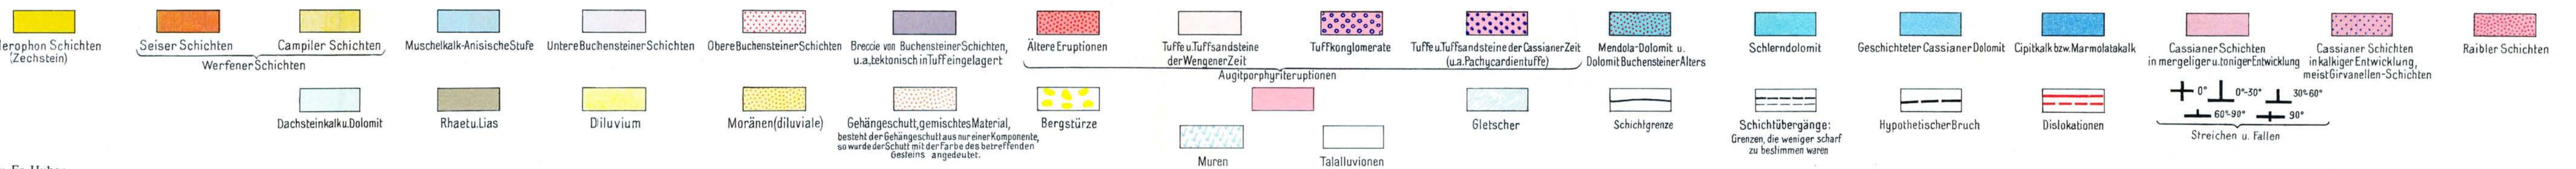 Seiser Schichten
Campiler Schichten
Muschelkalk-Anisische Stufe
Untere Buchensteiner Schichten
Obere Buchensteiner Schichten
Breccie von Buchensteiner Schichten,
u.a. tektonisch in Tuff eingelagert
Ältere Eruptionen
Tuffe u. Tuffsandsteine
der Wengener Zeit
Tuffkonglomerate
Tuffe u. Tuffsandsteine der Cassianer Zeit
(u.a. Pachycardientuffe)
Mendola-Dolomit u.
Dolomit Buchensteiner Alters
Schlerndolomit
Geschichteter Cassianer Dolomit
Cipitkalk bzw. Marmolatakalk
Cassianer Schichten
in mergeliger u. toniger Entwicklung
Cassianer Schichten
in kalkiger Entwicklung,
meist Girvanellen-Schichten
Raibler Schichten
Schichten
(Zechstein)
Werfener Schichten
Augitporphyriteruptionen
Dachsteinkalk u. Dolomit
Rhaet u. Lias
Diluvium
Moränen (diluviale)
Gehängeschutt, gemischtes Material,
besteht der Gehängeschutt aus nur einer Komponente,
so wurde der Schutt mit der Farbe des betreffenden
Gesteins angedeutet.
Bergstürze
Muren
Talalluvionen
Gletscher
Schichtgrenze
Schichtübergänge:
Grenzen, die weniger scharf
zu bestimmen waren
Hypothetischer Bruch
Dislokationen
0° 0°-30° 30°-60°
60°-90° 90°
Streichen u. Fallen